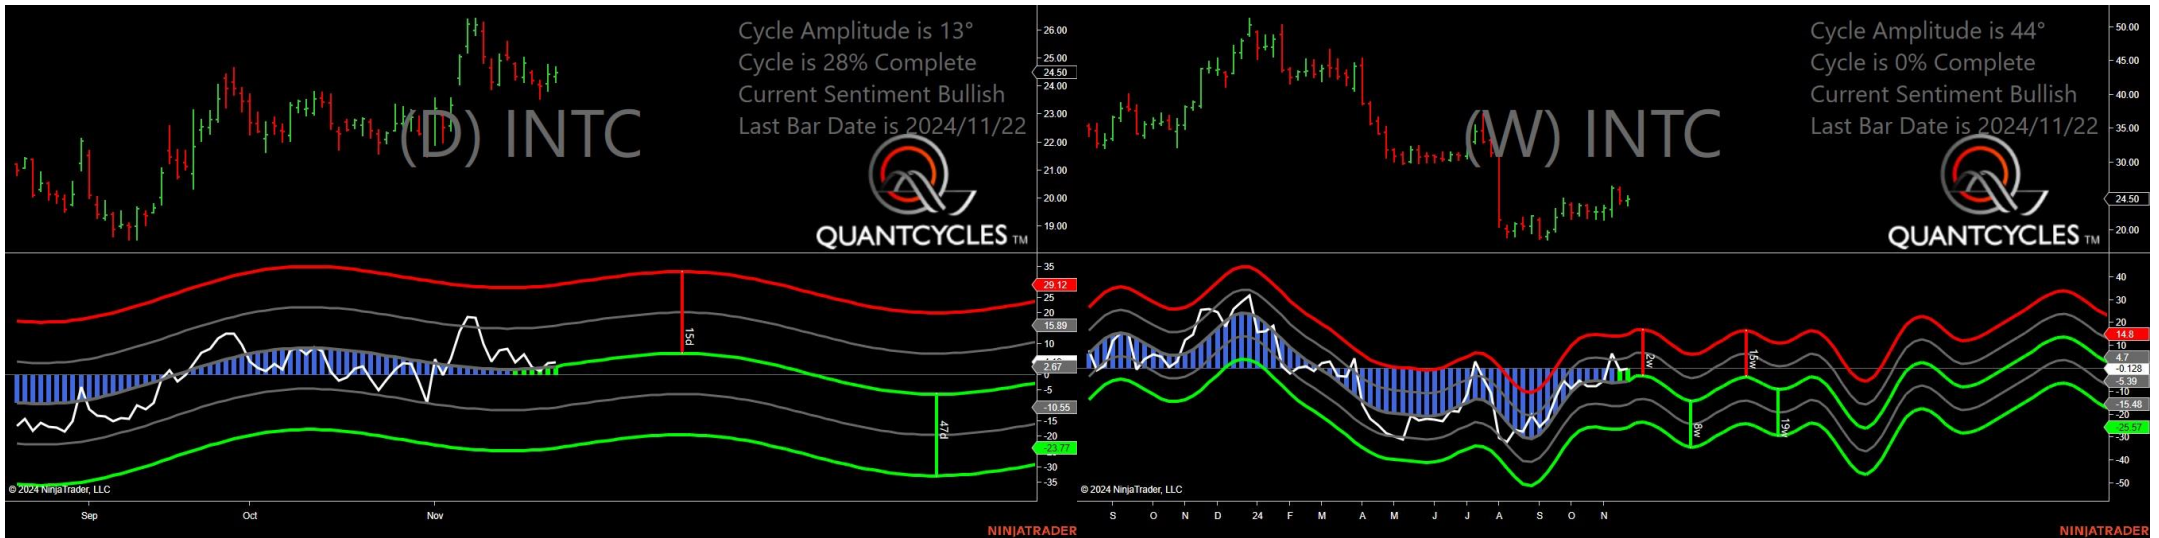 Cycle Amplitude is 13°
Cycle is 28% Complete
Current Sentiment Bullish
Last Bar Date is 2024/11/22
(D) INTC
QUANTCYCLES TM
26.00
25.00
24.50
24.00
23.00
22.00
21.00
20.00
19.00
35
29.12
25
20
15.89
10
2.67
0
-5
-10.55
-15
-20
-23.77
-30
-35
15d
47d
© 2024 NinjaTrader, LLC
Sep Oct Nov
NINJATRADER
Cycle Amplitude is 44°
Cycle is 0% Complete
Current Sentiment Bullish
Last Bar Date is 2024/11/22
(W) INTC
QUANTCYCLES TM
50.00
45.00
40.00
35.00
30.00
24.50
20.00
40
30
20
14.8
10
4.7
-0.128
-5.39
-10
-15.48
-20
-25.57
-30
-40
-50
2w
15w
8w
19w
© 2024 NinjaTrader, LLC
S O N D 24 F M A M J J A S O N
NINJATRADER